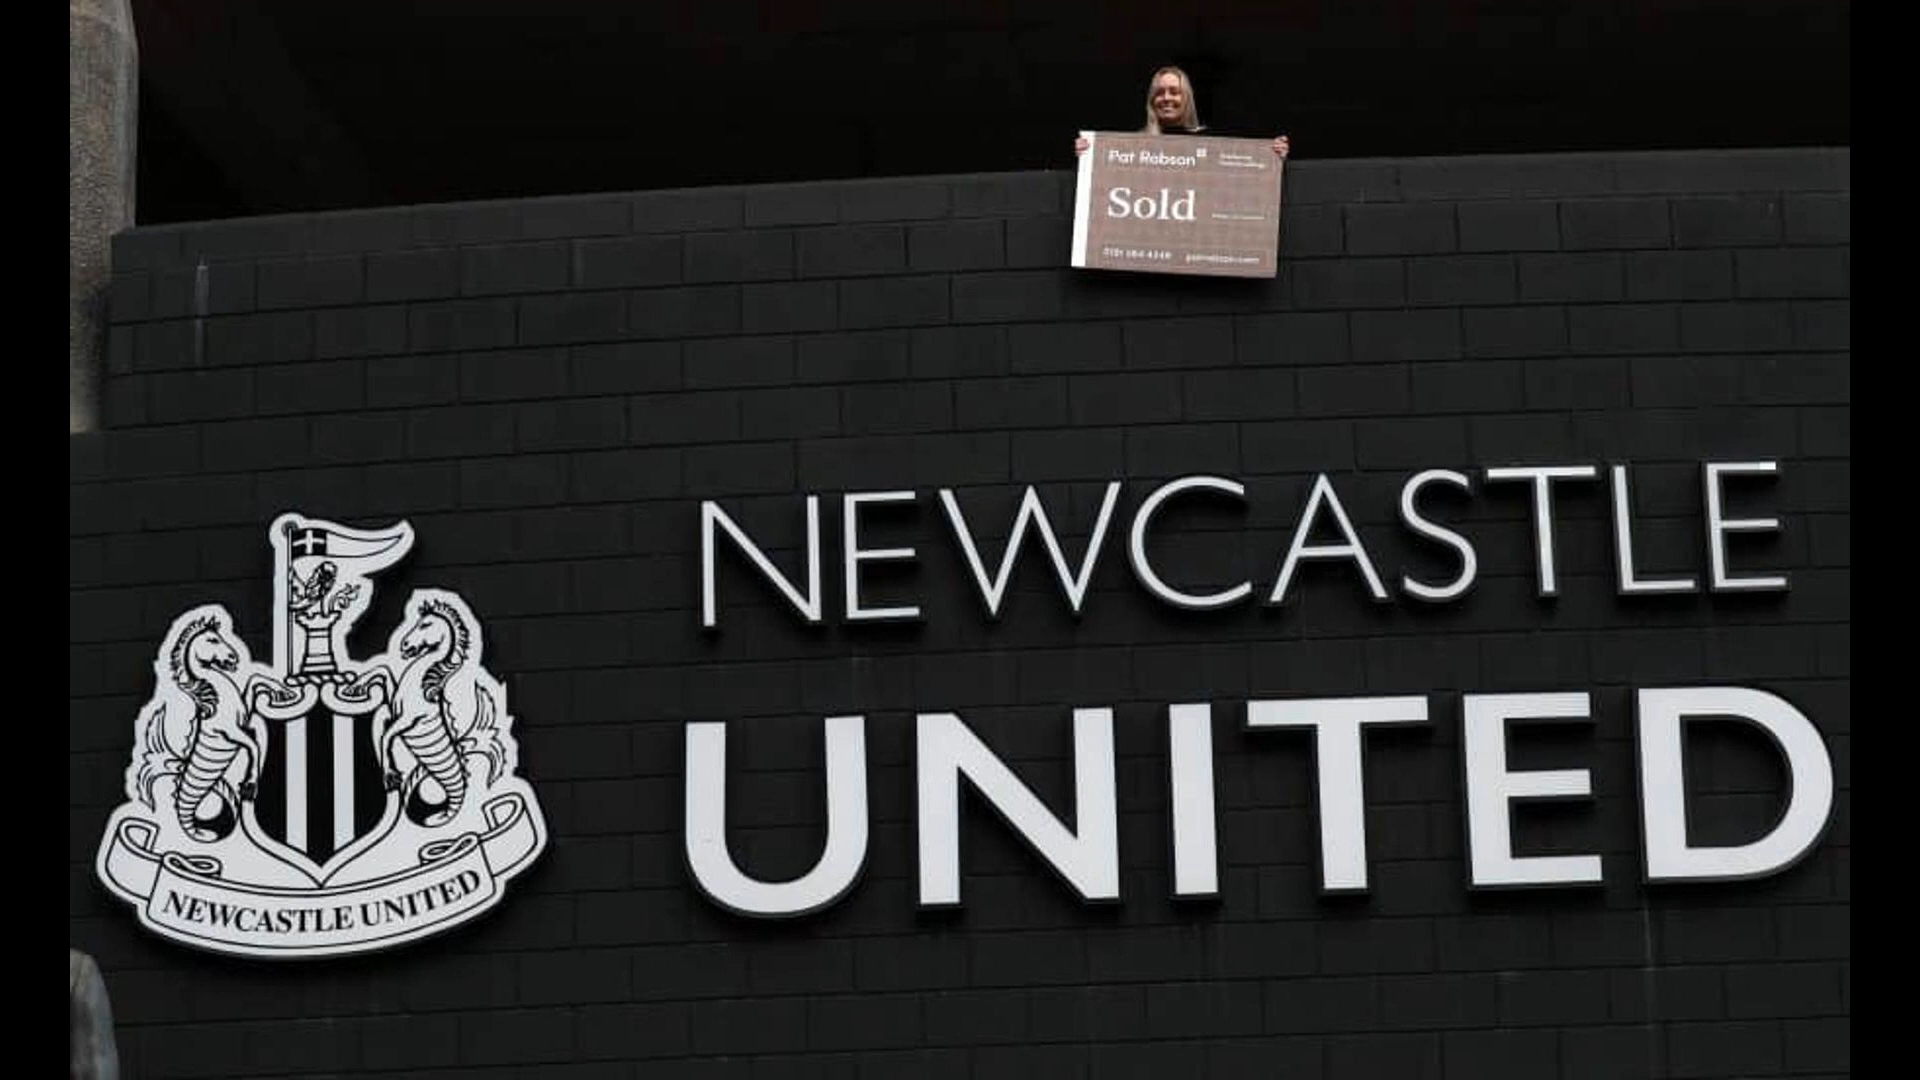 Pat Robson
Sold
NEWCASTLE
UNITED
NEWCASTLE UNITED